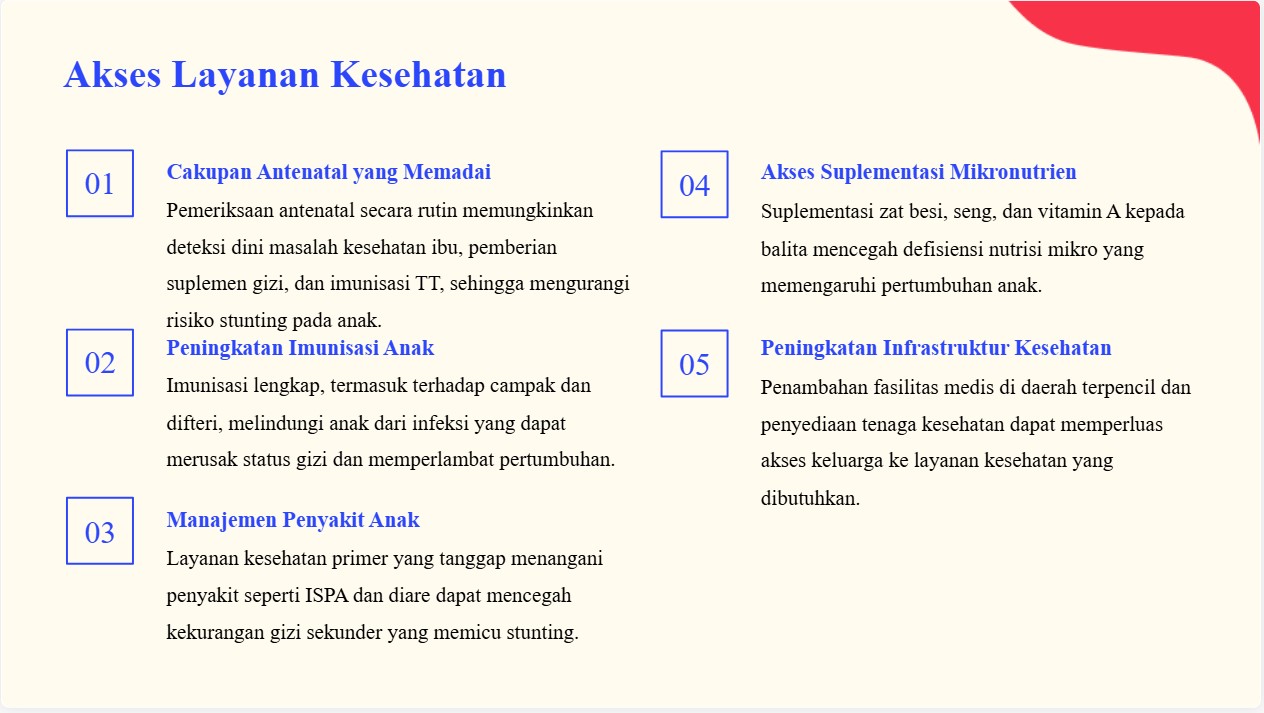 Akses Layanan Kesehatan
01
Cakupan Antenatal yang Memadai
Pemeriksaan antenatal secara rutin memungkinkan
deteksi dini masalah kesehatan ibu, pemberian
suplemen gizi, dan imunisasi TT, sehingga mengurangi
risiko stunting pada anak.
02
Peningkatan Imunisasi Anak
Imunisasi lengkap, termasuk terhadap campak dan
difteri, melindungi anak dari infeksi yang dapat
merusak status gizi dan memperlambat pertumbuhan.
03
Manajemen Penyakit Anak
Layanan kesehatan primer yang tanggap menangani
penyakit seperti ISPA dan diare dapat mencegah
kekurangan gizi sekunder yang memicu stunting.
04
Akses Suplementasi Mikronutrien
Suplementasi zat besi, seng, dan vitamin A kepada
balita mencegah defisiensi nutrisi mikro yang
memengaruhi pertumbuhan anak.
05
Peningkatan Infrastruktur Kesehatan
Penambahan fasilitas medis di daerah terpencil dan
penyediaan tenaga kesehatan dapat memperluas
akses keluarga ke layanan kesehatan yang
dibutuhkan.